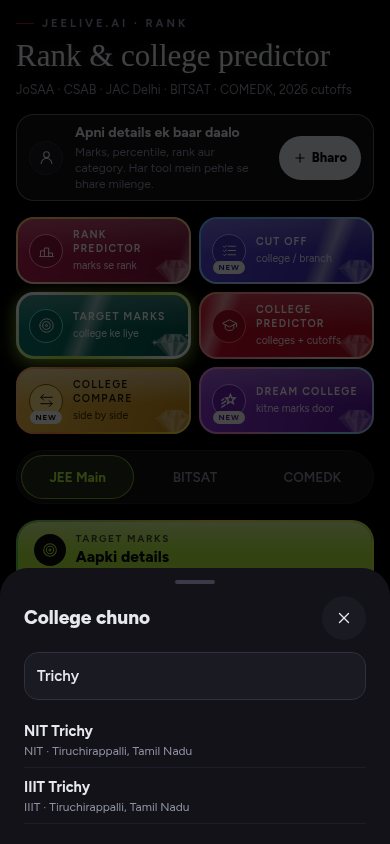 JEELIVE.AI · RANK
Rank & college predictor
JoSAA · CSAB · JAC Delhi · BITSAT · COMEDK, 2026 cutoffs
Apni details ek baar daalo
Marks, percentile, rank aur
category. Har tool mein pehle se
bhare milenge.
+ Bharo
RANK
PREDICTOR
marks se rank
CUT OFF
college / branch
NEW
TARGET MARKS
college ke liye
COLLEGE
PREDICTOR
colleges + cutoffs
COLLEGE
COMPARE
side by side
NEW
DREAM COLLEGE
kitne marks door
NEW
JEE Main
BITSAT
COMEDK
TARGET MARKS
Aapki details
College chuno
Trichy
NIT Trichy
NIT · Tiruchirappalli, Tamil Nadu
IIIT Trichy
IIIT · Tiruchirappalli, Tamil Nadu